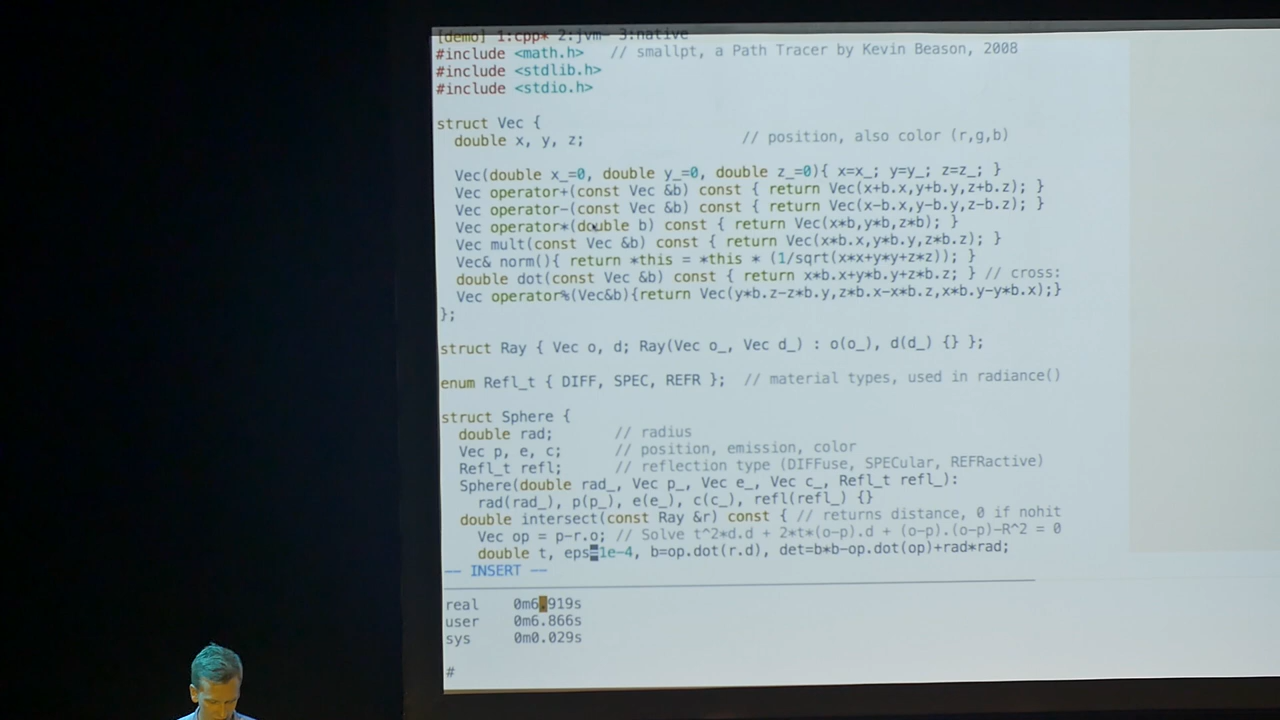 [demo] 1:cpp* 2:jvm- 3:native
#include <math.h>   // smallpt, a Path Tracer by Kevin Beason, 2008
#include <stdlib.h>
#include <stdio.h>
struct Vec {
  double x, y, z;                  // position, also color (r,g,b)
  Vec(double x_=0, double y_=0, double z_=0){ x=x_; y=y_; z=z_; }
  Vec operator+(const Vec &b) const { return Vec(x+b.x,y+b.y,z+b.z); }
  Vec operator-(const Vec &b) const { return Vec(x-b.x,y-b.y,z-b.z); }
  Vec operator*(double b) const { return Vec(x*b,y*b,z*b); }
  Vec mult(const Vec &b) const { return Vec(x*b.x,y*b.y,z*b.z); }
  Vec& norm(){ return *this = *this * (1/sqrt(x*x+y*y+z*z)); }
  double dot(const Vec &b) const { return x*b.x+y*b.y+z*b.z; } // cross:
  Vec operator%(Vec&b){return Vec(y*b.z-z*b.y,z*b.x-x*b.z,x*b.y-y*b.x);}
};
struct Ray { Vec o, d; Ray(Vec o_, Vec d_) : o(o_), d(d_) {} };
enum Refl_t { DIFF, SPEC, REFR };  // material types, used in radiance()
struct Sphere {
  double rad;       // radius
  Vec p, e, c;      // position, emission, color
  Refl_t refl;      // reflection type (DIFFuse, SPECular, REFRactive)
  Sphere(double rad_, Vec p_, Vec e_, Vec c_, Refl_t refl_):
    rad(rad_), p(p_), e(e_), c(c_), refl(refl_) {}
  double intersect(const Ray &r) const { // returns distance, 0 if nohit
    Vec op = p-r.o; // Solve t^2*d.d + 2*t*(o-p).d + (o-p).(o-p)-R^2 = 0
    double t, eps=1e-4, b=op.dot(r.d), det=b*b-op.dot(op)+rad*rad;
-- INSERT --
real    0m6.919s
user    0m6.866s
sys     0m0.029s
#